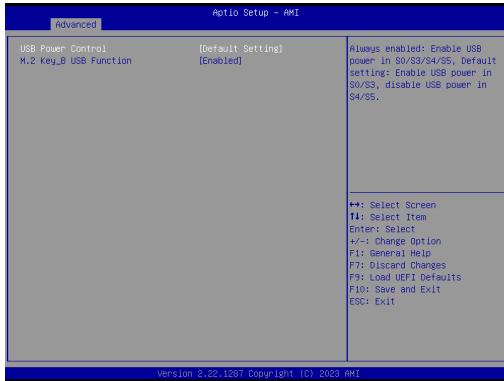 Aptio Setup - AMI
Advanced
USB Power Control [Default Setting]
M.2 Key_B USB Function [Enabled]
Always enabled: Enable USB
power in S0/S3/S4/S5, Default
setting: Enable USB power in
S0/S3, disable USB power in
S4/S5.
↔: Select Screen
↑↓: Select Item
Enter: Select
+/-: Change Option
F1: General Help
F7: Discard Changes
F9: Load UEFI Defaults
F10: Save and Exit
ESC: Exit
Version 2.22.1287 Copyright (C) 2023 AMI